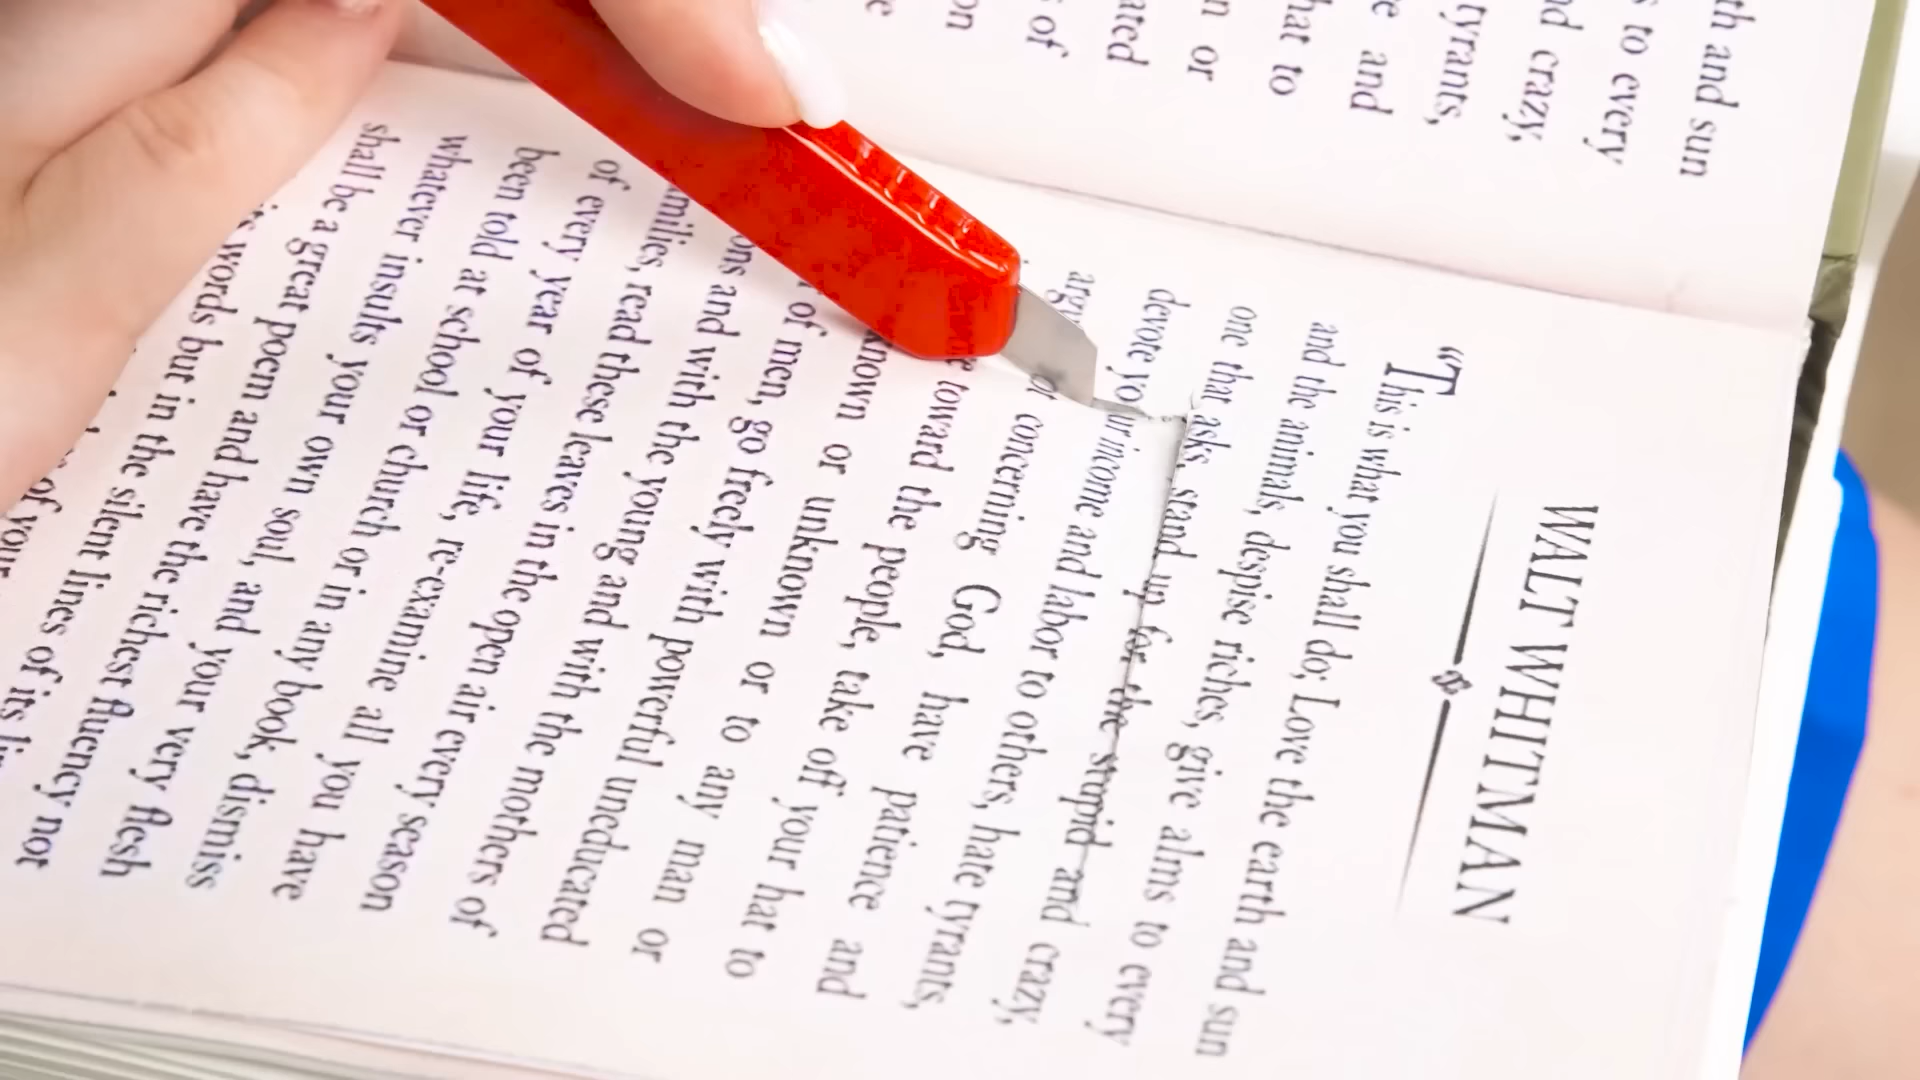 th and sun
s to every
nd crazy,
tyrants,
e and
hat to
n or
ated
s of
on
e
WALT WHITMAN
"This is what you shall do; Love the earth and sun
and the animals, despise riches, give alms to every
one that asks, stand up for the stupid and crazy,
devote your income and labor to others, hate tyrants,
concerning God, have patience and
toward the people, take off your hat to
known or unknown or to any man or
of men, go freely with powerful uneducated
ons and with the young and with the mothers of
milies, read these leaves in the open air every season
of every year of your life, re-examine all you have
been told at school or church or in any book, dismiss
whatever insults your own soul, and your very flesh
shall be a great poem and have the richest fluency not
its words but in the silent lines of its
of your